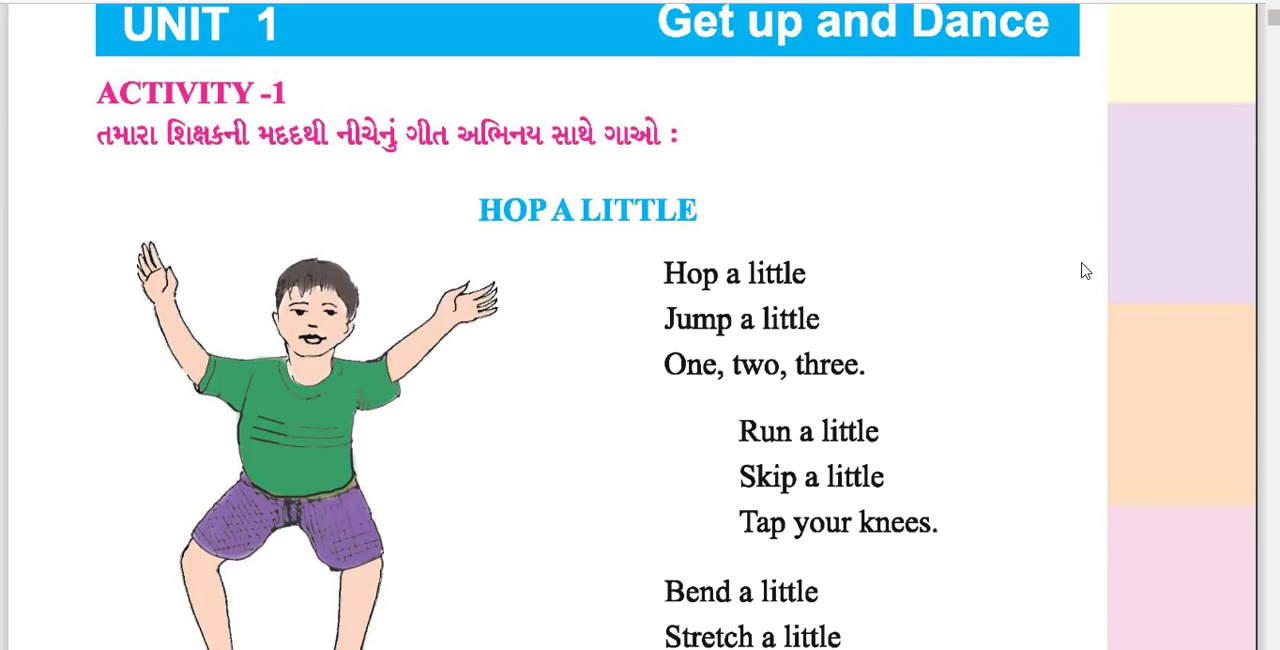 UNIT 1
Get up and Dance
ACTIVITY -1
તમારા શિક્ષકની મદદથી નીચેનું ગીત અભિનય સાથે ગાઓ :
HOP A LITTLE
Hop a little
Jump a little
One, two, three.
Run a little
Skip a little
Tap your knees.
Bend a little
Stretch a little